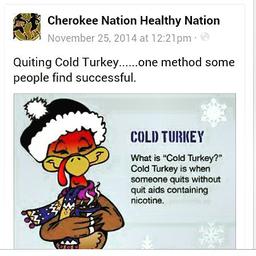 Cherokee Nation Healthy Nation
November 25, 2014 at 12:21pm ·
Quiting Cold Turkey......one method some
people find successful.
COLD TURKEY
What is "Cold Turkey?"
Cold Turkey is when
someone quits without
quit aids containing
nicotine.